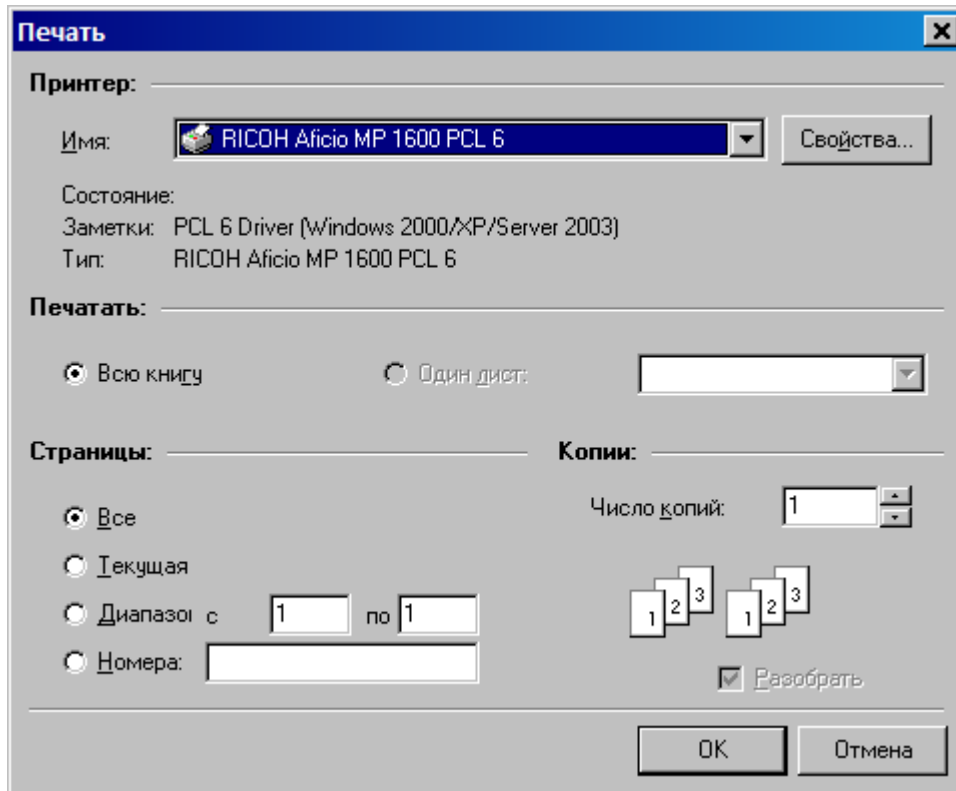 Печать
Принтер:
Имя: RICOH Aficio MP 1600 PCL 6 Свойства...
Состояние:
Заметки: PCL 6 Driver (Windows 2000/XP/Server 2003)
Тип: RICOH Aficio MP 1600 PCL 6
Печатать:
Всю книгу Один лист:
Страницы: Копии:
Все Число копий: 1
Текущая
1 2 3 1 2 3
Диапазон с 1 по 1
Номера:
Разобрать
OK Отмена